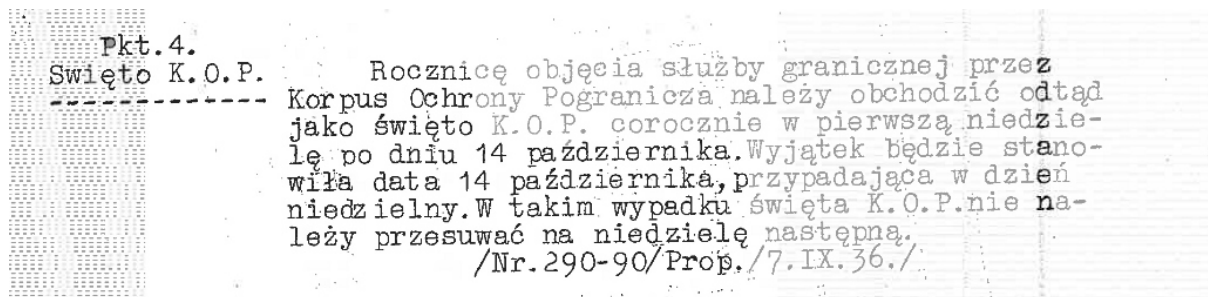 Pkt.4.
Swięto K.O.P.
-------------
Rocznicę objęcia służby granicznej przez
Korpus Ochrony Pogranicza należy obchodzić odtąd
jako święto K.O.P. corocznie w pierwszą niedzie-
lę po dniu 14 października.Wyjątek będzie stano-
wiła data 14 października,przypadająca w dzień
niedzielny.W takim wypadku święta K.O.P.nie na-
leży przesuwać na niedzielę następną.
/Nr.290-90/Prop./7.IX.36./